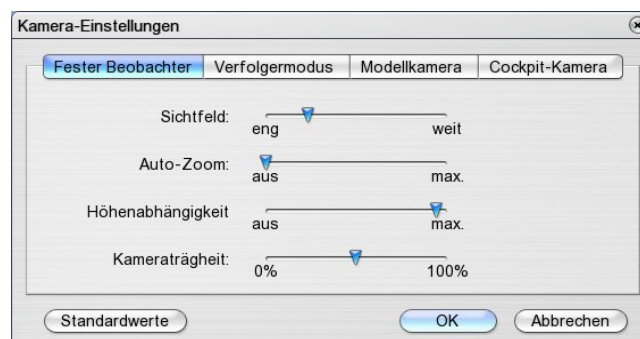 Kamera-Einstellungen
Fester Beobachter Verfolgermodus Modellkamera Cockpit-Kamera
Sichtfeld:
eng weit
Auto-Zoom:
aus max.
Höhenabhängigkeit
aus max.
Kameraträgheit:
0% 100%
Standardwerte OK Abbrechen